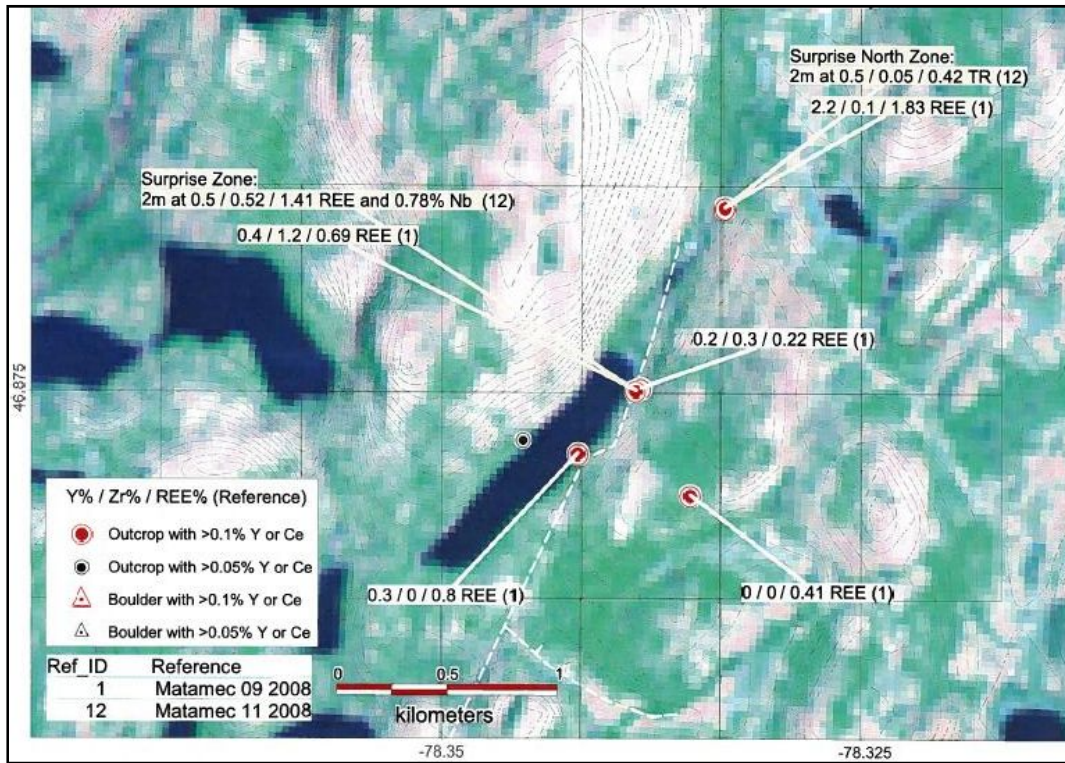 Surprise North Zone:
2m at 0.5 / 0.05 / 0.42 TR (12)
2.2 / 0.1 / 1.83 REE (1)
Surprise Zone:
2m at 0.5 / 0.52 / 1.41 REE and 0.78% Nb (12)
0.4 / 1.2 / 0.69 REE (1)
0.2 / 0.3 / 0.22 REE (1)
46.875
Y% / Zr% / REE% (Reference)
Outcrop with >0.1% Y or Ce
Outcrop with >0.05% Y or Ce
Boulder with >0.1% Y or Ce
Boulder with >0.05% Y or Ce
0.3 / 0 / 0.8 REE (1)
0 / 0 / 0.41 REE (1)
Ref_ID Reference
1 Matamec 09 2008
12 Matamec 11 2008
0 0.5 1
kilometers
-78.35 -78.325